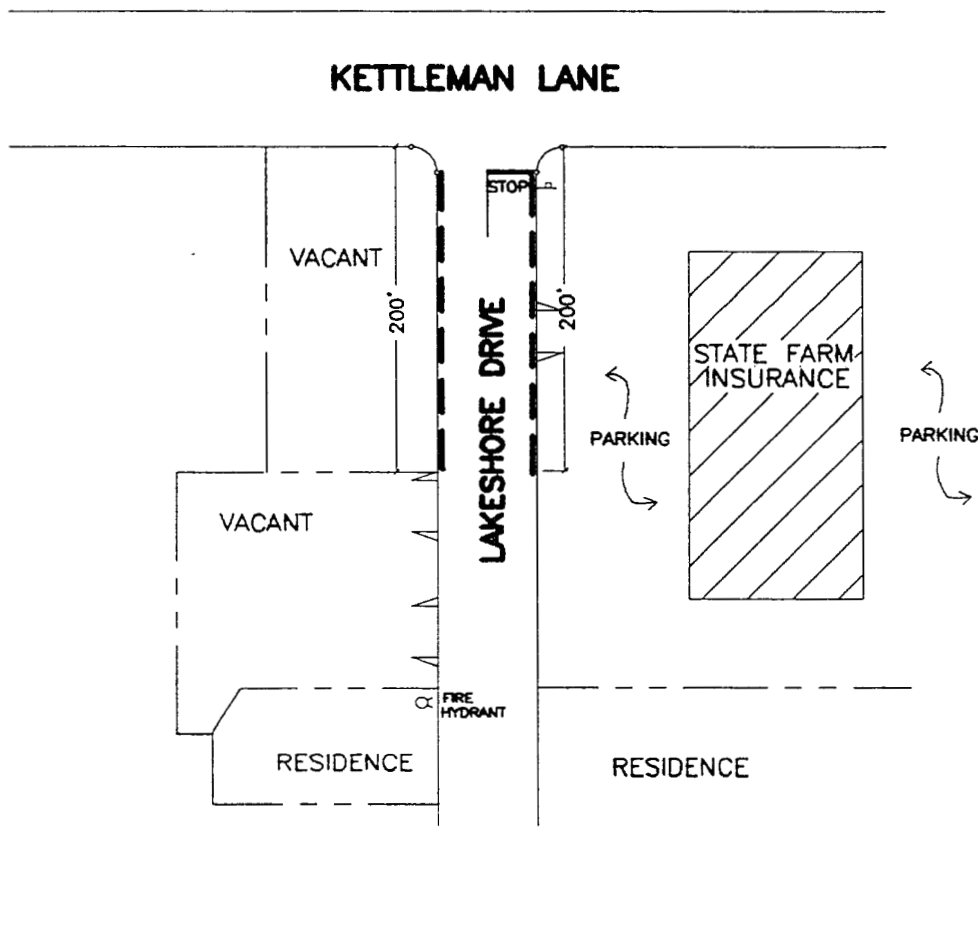 KETTLEMAN LANE
STOP
VACANT
200'
200'
LAKESHORE DRIVE
STATE FARM
INSURANCE
PARKING
PARKING
VACANT
FIRE
HYDRANT
RESIDENCE
RESIDENCE